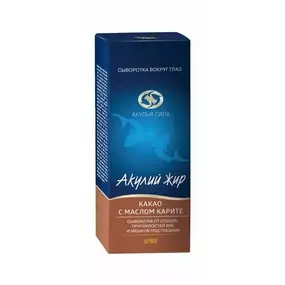 СЫВОРОТКА ВОКРУГ ГЛАЗ
АКУЛЬЯ СИЛА
Акулий жир
КАКАО
С МАСЛОМ КАРИТЕ
СЫВОРОТКА ОТ ОТЕКОВ,
ПРИПУХЛОСТЕЙ ВЕК
И МЕШКОВ ПОД ГЛАЗАМИ